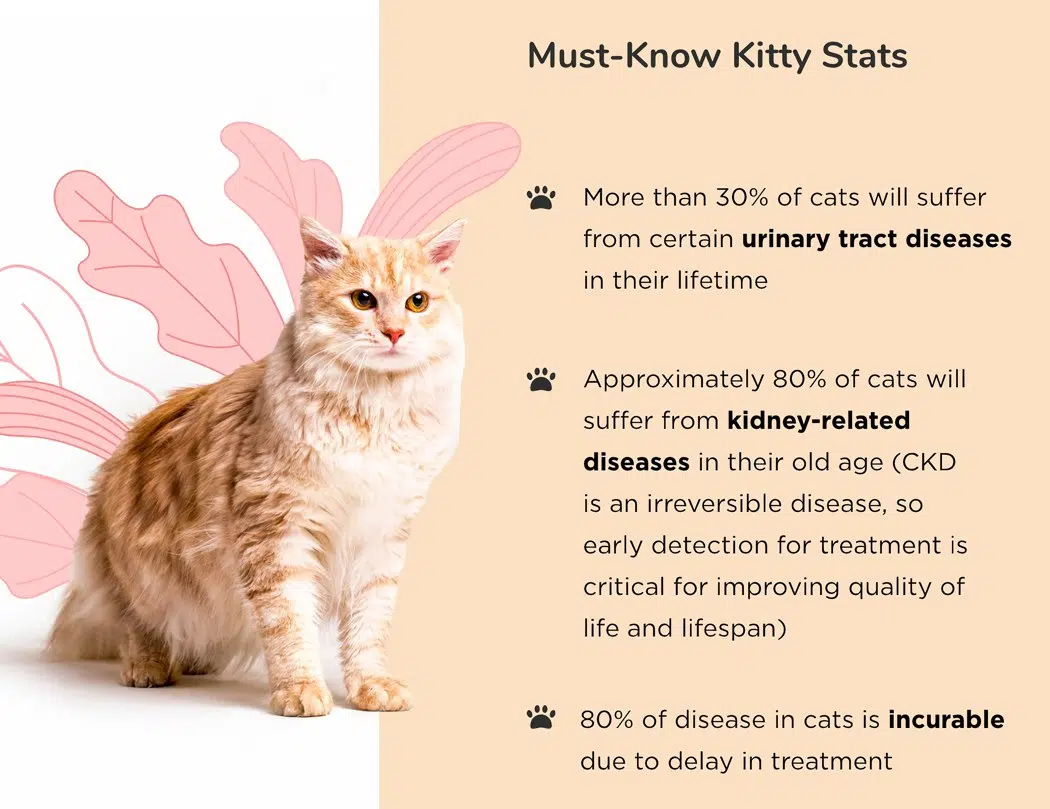 Must-Know Kitty Stats
More than 30% of cats will suffer
from certain urinary tract diseases
in their lifetime
Approximately 80% of cats will
suffer from kidney-related
diseases in their old age (CKD
is an irreversible disease, so
early detection for treatment is
critical for improving quality of
life and lifespan)
80% of disease in cats is incurable
due to delay in treatment